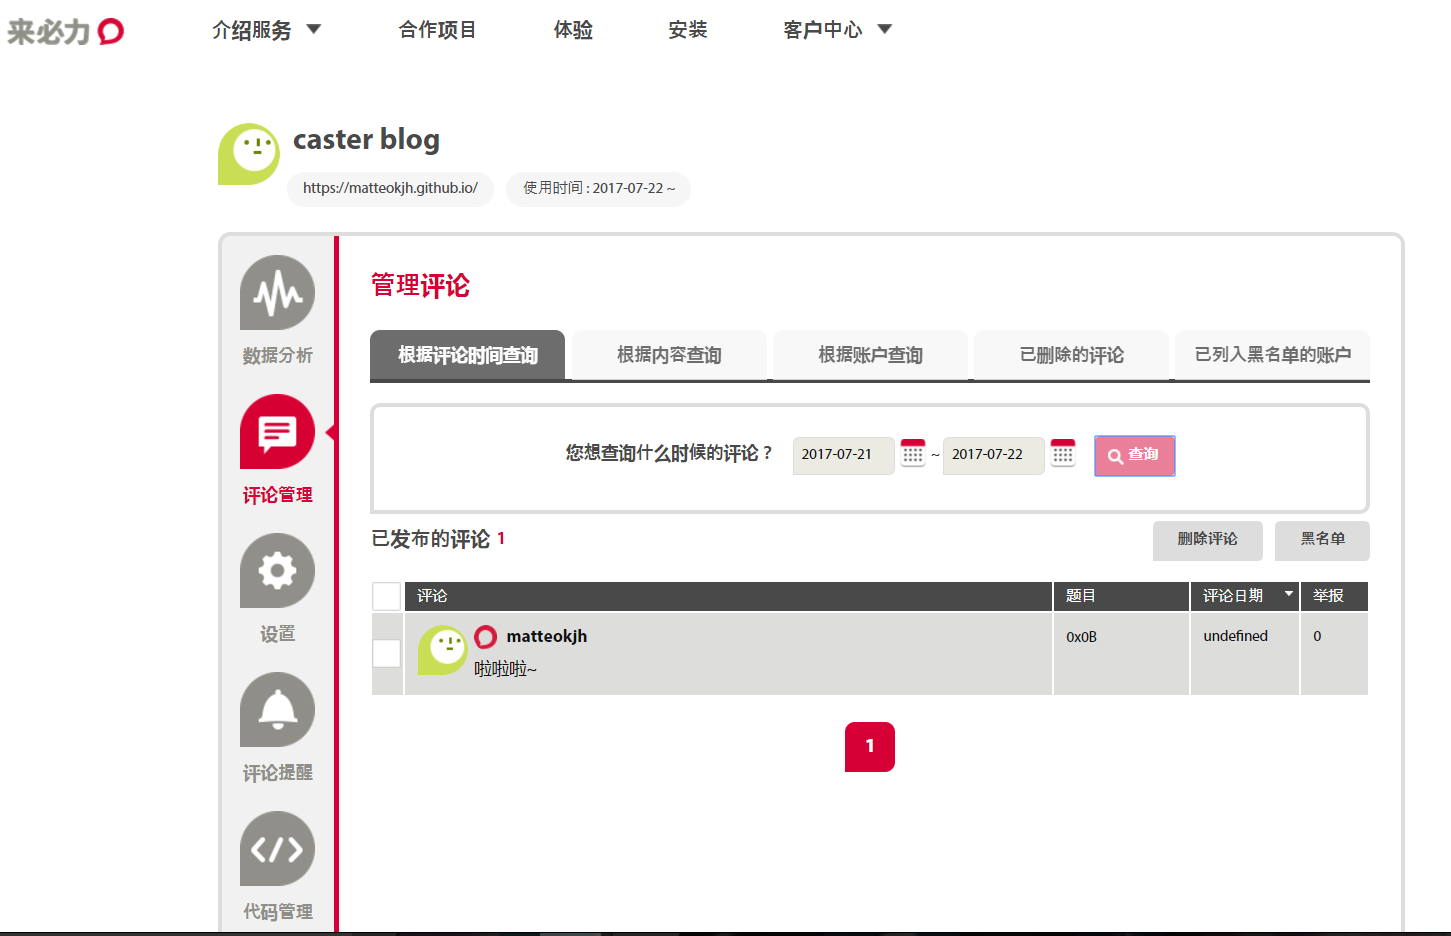 来必力
介绍服务 合作项目 体验 安装 客户中心
caster blog
https://matteokjh.github.io/ 使用时间 : 2017-07-22 ~
数据分析
评论管理
设置
评论提醒
代码管理
管理评论
根据评论时间查询 根据内容查询 根据账户查询 已删除的评论 已列入黑名单的账户
您想查询什么时候的评论？ 2017-07-21 ~ 2017-07-22 查询
已发布的评论 1 删除评论 黑名单
评论 题目 评论日期 举报
matteokjh 0x0B undefined 0
啦啦啦~
1